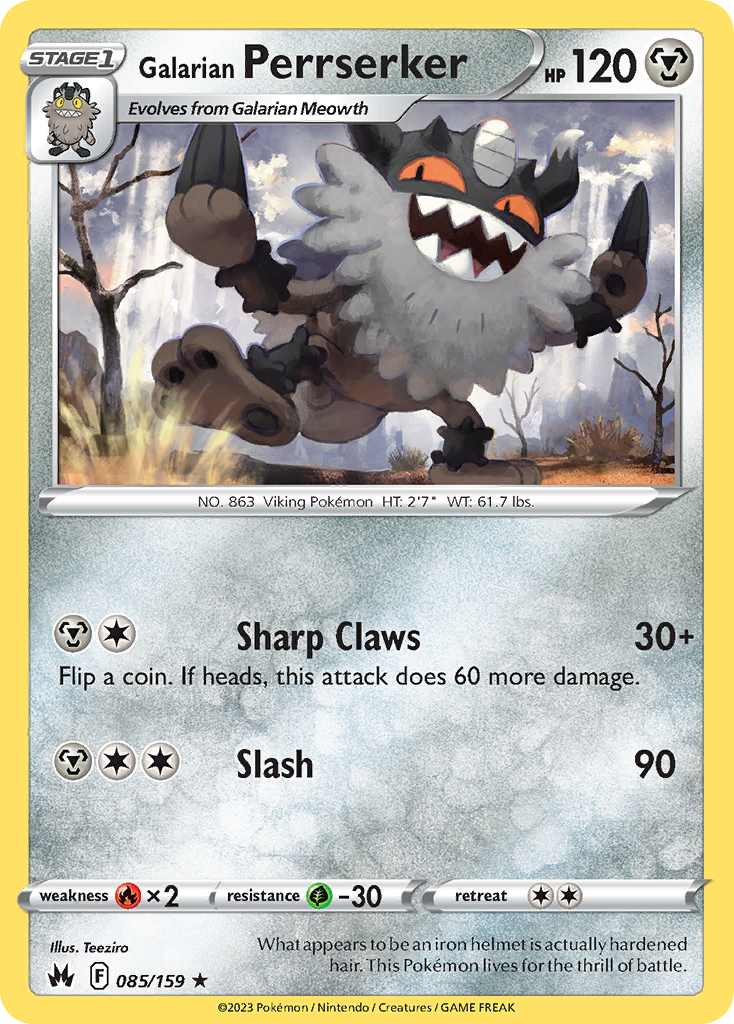 STAGE 1
Galarian Perrserker HP 120
Evolves from Galarian Meowth
NO. 863 Viking Pokémon HT: 2'7" WT: 61.7 lbs.
Sharp Claws 30+
Flip a coin. If heads, this attack does 60 more damage.
Slash 90
weakness ×2 resistance -30 retreat
Illus. Teeziro
What appears to be an iron helmet is actually hardened
hair. This Pokémon lives for the thrill of battle.
F 085/159 ★
©2023 Pokémon / Nintendo / Creatures / GAME FREAK